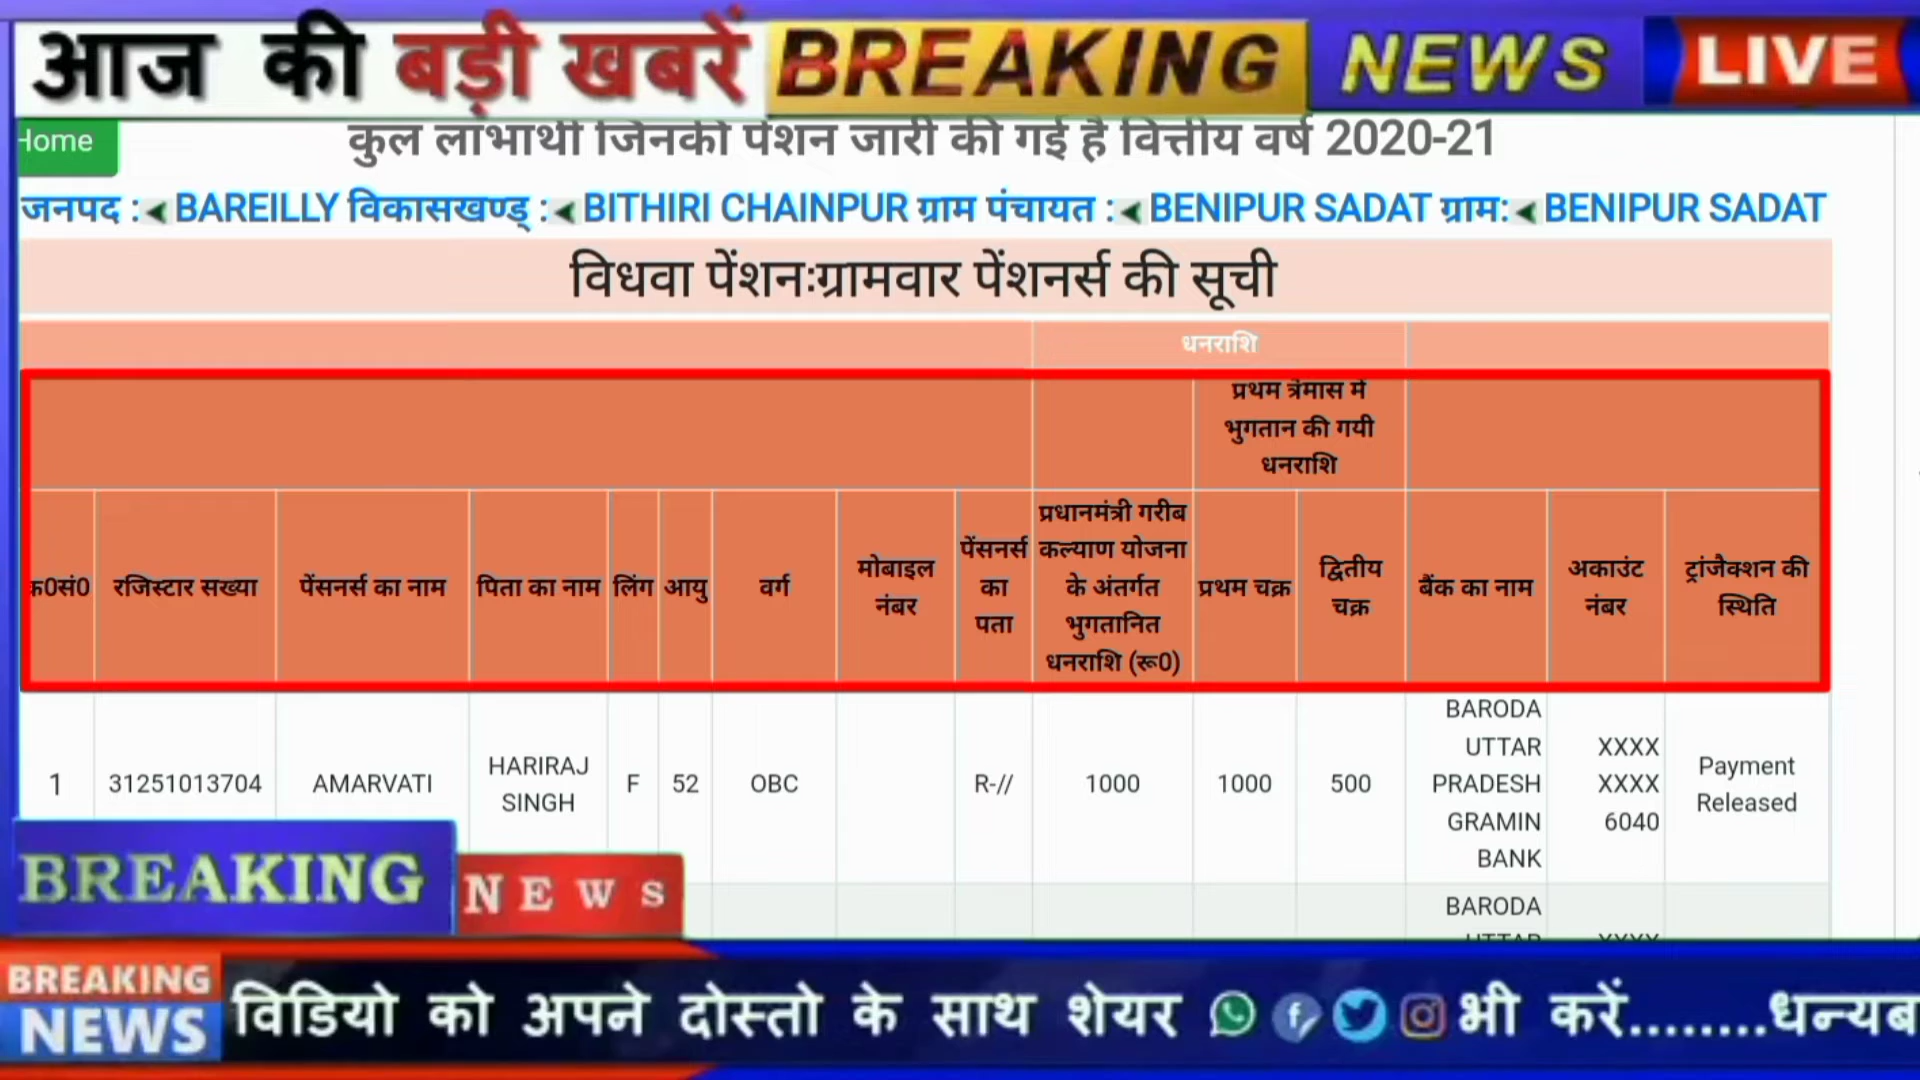 आज की बड़ी खबरें BREAKING NEWS LIVE
Home
कुल लाभार्थी जिनकी पेंशन जारी की गई है वित्तीय वर्ष 2020-21
जनपद : BAREILLY विकासखण्ड् : BITHIRI CHAINPUR ग्राम पंचायत : BENIPUR SADAT ग्राम: BENIPUR SADAT
विधवा पेंशनःग्रामवार पेंशनर्स की सूची
धनराशि
प्रथम त्रैमास में
भुगतान की गयी
धनराशि
क0सं0
रजिस्टार सख्या
पेंसनर्स का नाम
पिता का नाम
लिंग
आयु
वर्ग
मोबाइल
नंबर
पेंसनर्स
का
पता
प्रधानमंत्री गरीब
कल्याण योजना
के अंतर्गत
भुगतानित
धनराशि (रू0)
प्रथम चक्र
द्वितीय
चक्र
बैंक का नाम
अकाउंट
नंबर
ट्रांजैक्शन की
स्थिति
1
31251013704
AMARVATI
HARIRAJ
SINGH
F
52
OBC
R-//
1000
1000
500
BARODA
UTTAR
PRADESH
GRAMIN
BANK
XXXX
XXXX
6040
Payment
Released
BARODA
BREAKING NEWS
BREAKING
NEWS
विडियो को अपने दोस्तो के साथ शेयर भी करें........धन्यब